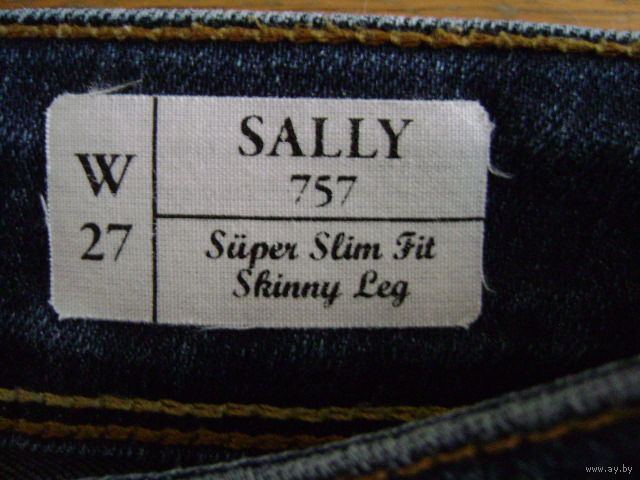 W
27
SALLY
757
Süper Slim Fit
Skinny Leg
www.ay.by